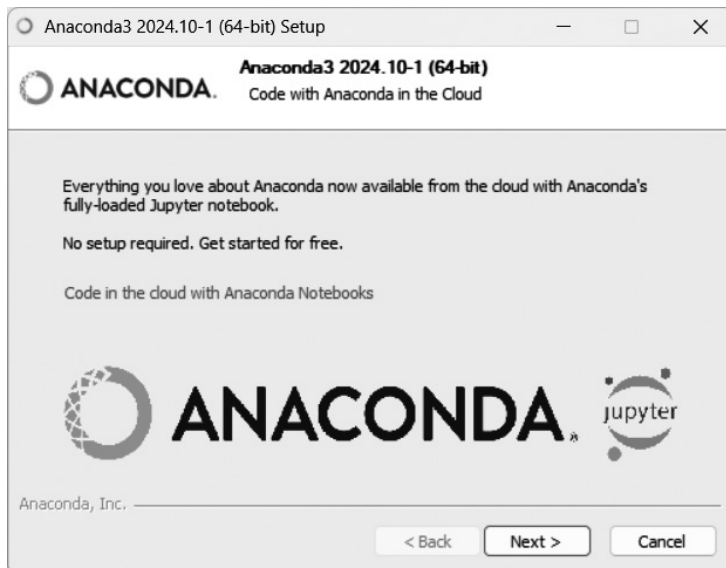 Anaconda3 2024.10-1 (64-bit) Setup
ANACONDA.
Anaconda3 2024.10-1 (64-bit)
Code with Anaconda in the Cloud
Everything you love about Anaconda now available from the cloud with Anaconda's
fully-loaded Jupyter notebook.
No setup required. Get started for free.
Code in the cloud with Anaconda Notebooks
ANACONDA.®
jupyter
Anaconda, Inc.
< Back
Next >
Cancel